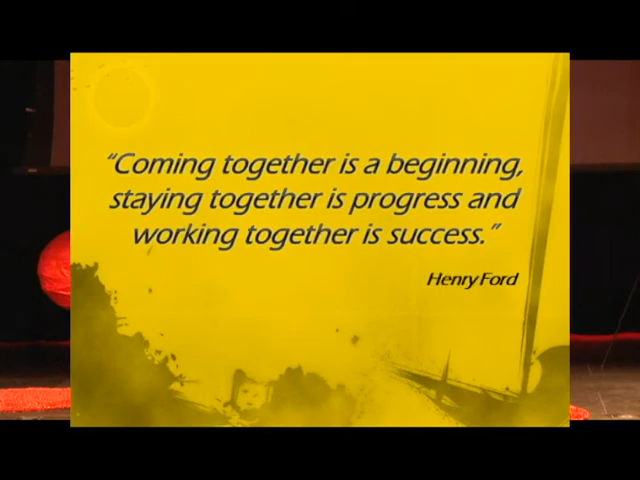 “Coming together is a beginning,
staying together is progress and
working together is success.”
Henry Ford